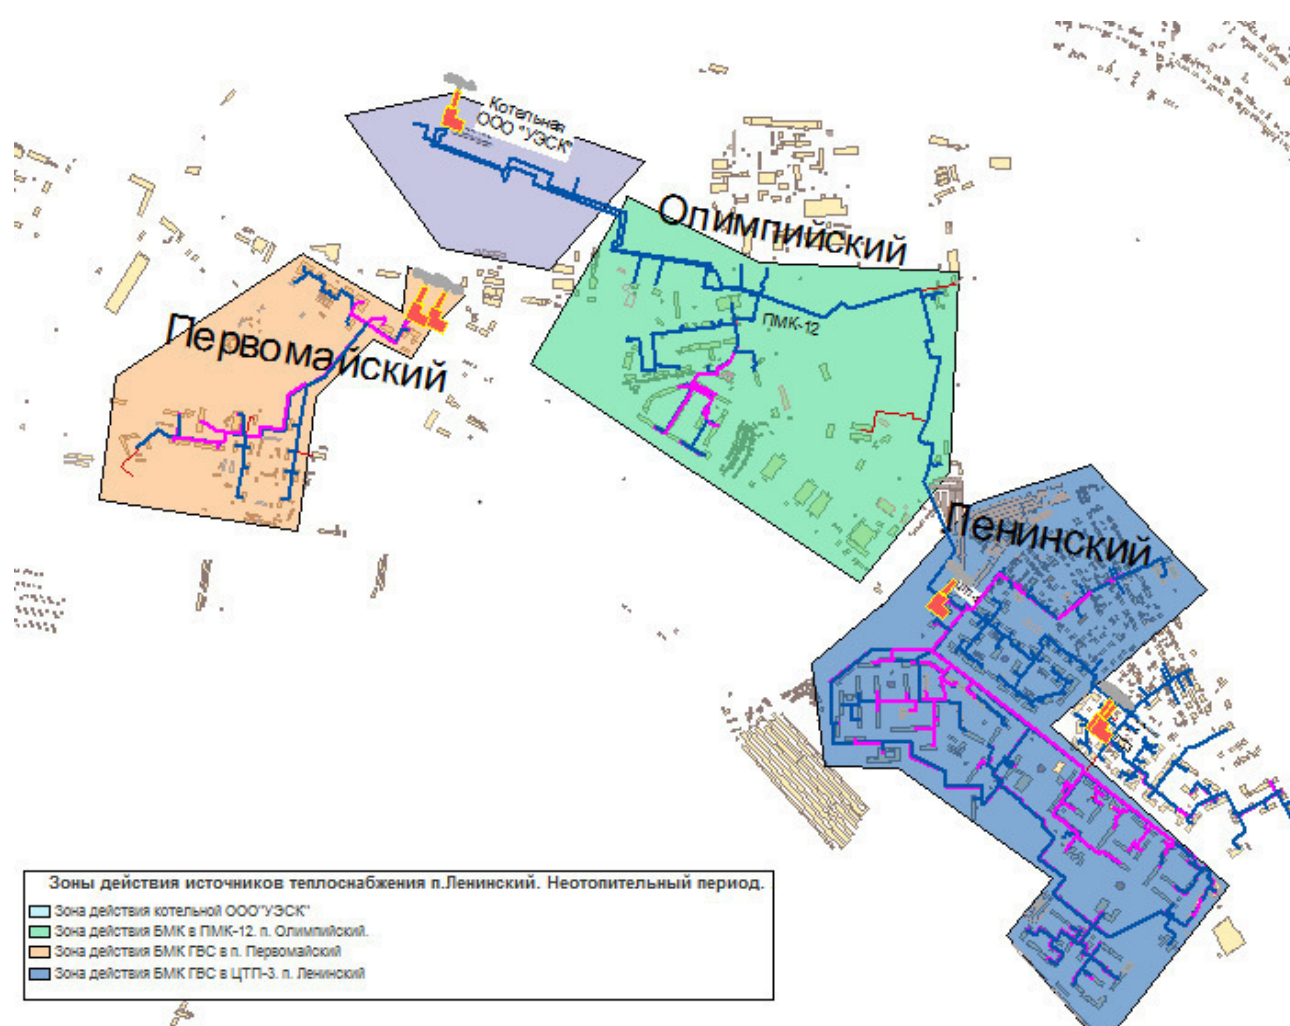 Котельная
ООО "УЭСК"
Олимпийский
ПМК-12
Первомайский
Ленинский
Зоны действия источников теплоснабжения п.Ленинский. Неотопительный период.
Зона действия котельной ООО"УЭСК"
Зона действия БМК в ПМК-12. п. Олимпийский.
Зона действия БМК ГВС в п. Первомайский
Зона действия БМК ГВС в ЦТП-3. п. Ленинский